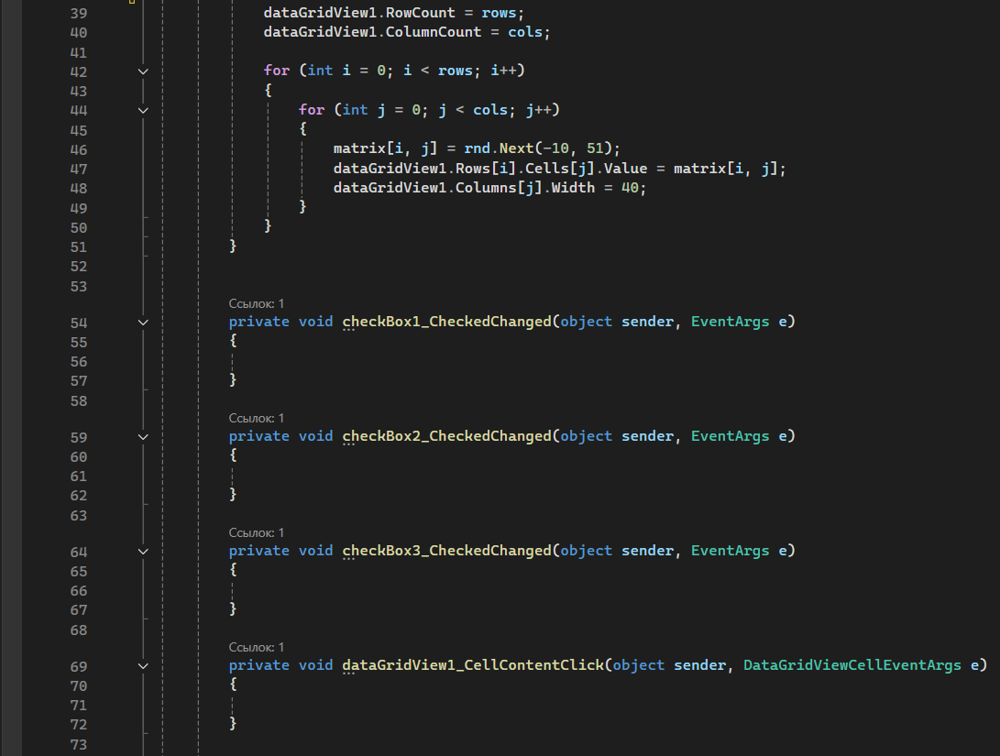 39 dataGridView1.RowCount = rows;
40 dataGridView1.ColumnCount = cols;
41
42 for (int i = 0; i < rows; i++)
43 {
44 for (int j = 0; j < cols; j++)
45 {
46 matrix[i, j] = rnd.Next(-10, 51);
47 dataGridView1.Rows[i].Cells[j].Value = matrix[i, j];
48 dataGridView1.Columns[j].Width = 40;
49 }
50 }
51 }
52
53
Ссылок: 1
54 private void checkBox1_CheckedChanged(object sender, EventArgs e)
55 {
56
57 }
58
Ссылок: 1
59 private void checkBox2_CheckedChanged(object sender, EventArgs e)
60 {
61
62 }
63
Ссылок: 1
64 private void checkBox3_CheckedChanged(object sender, EventArgs e)
65 {
66
67 }
68
Ссылок: 1
69 private void dataGridView1_CellContentClick(object sender, DataGridViewCellEventArgs e)
70 {
71
72 }
73